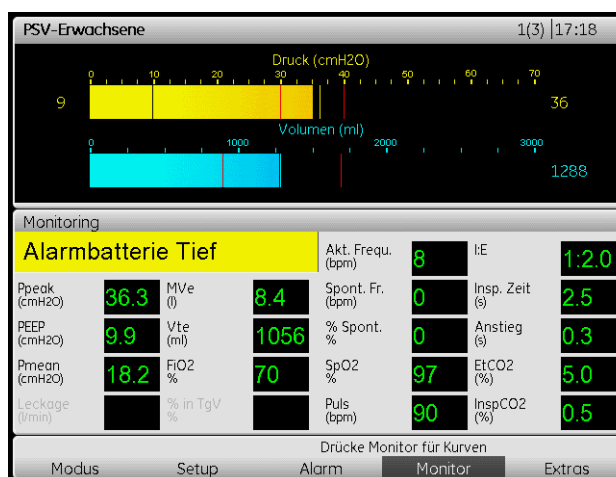 PSV-Erwachsene 1(3) 17:18
Druck (cmH2O)
0 10 20 30 40 50 60 70
9 36
Volumen (ml)
0 1000 2000 3000
1288
Monitoring
Alarmbatterie Tief
Akt. Frequ. (bpm) 8 I:E 1:2.0
Ppeak (cmH2O) 36.3 MVe (l) 8.4 Spont. Fr. (bpm) 0 Insp. Zeit (s) 2.5
PEEP (cmH2O) 9.9 Vte (ml) 1056 % Spont. % 0 Anstieg (s) 0.3
Pmean (cmH2O) 18.2 FiO2 % 70 SpO2 % 97 EtCO2 (%) 5.0
Leckage (l/min) % in TgV % Puls (bpm) 90 InspCO2 (%) 0.5
Drücke Monitor für Kurven
Modus Setup Alarm Monitor Extras